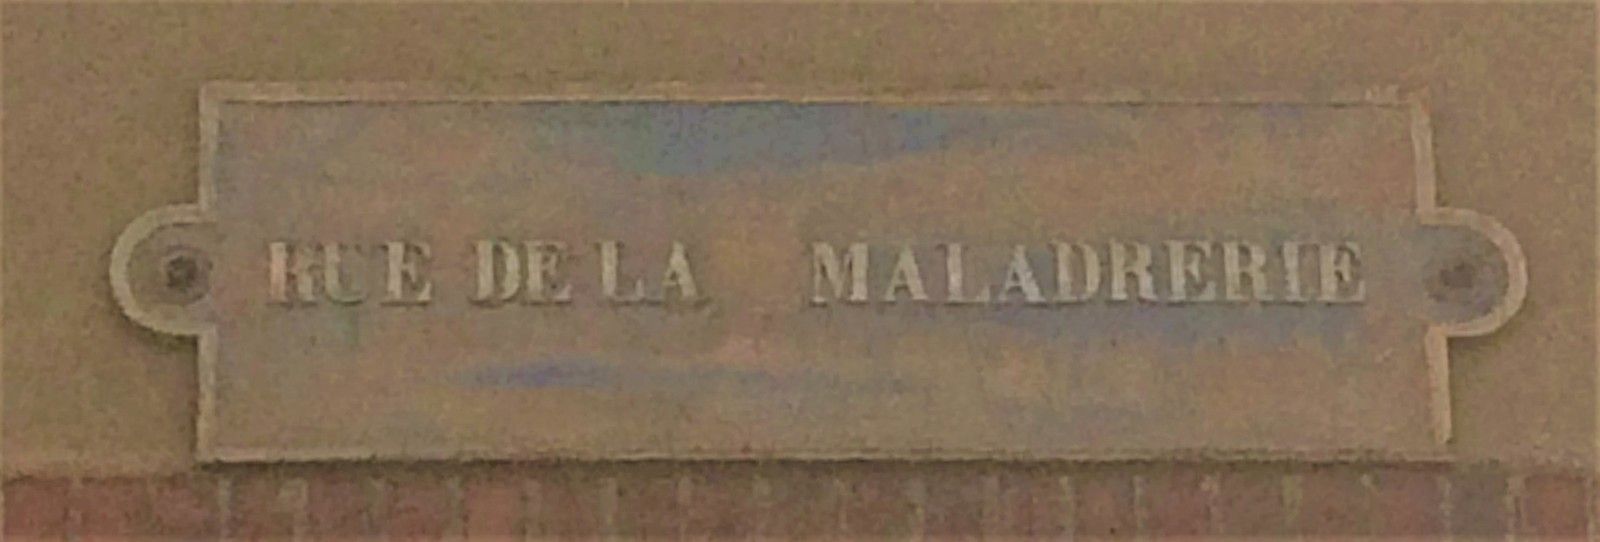 RUE DE LA MALADRERIE